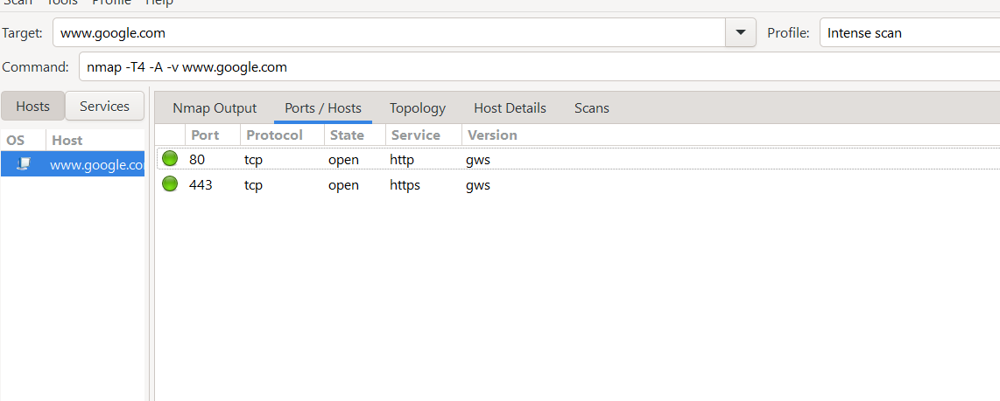 Scan Tools Profile Help
Target: www.google.com Profile: Intense scan
Command: nmap -T4 -A -v www.google.com
Hosts Services Nmap Output Ports / Hosts Topology Host Details Scans
OS Host Port Protocol State Service Version
www.google.co 80 tcp open http gws
443 tcp open https gws